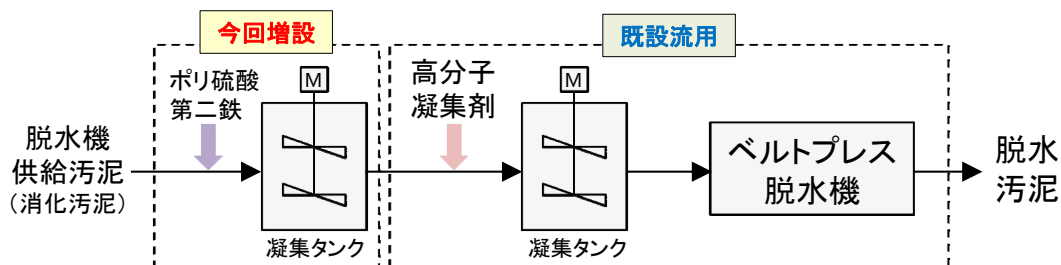 今回増設
既設流用
ポリ硫酸
第二鉄
M
高分子
凝集剤
M
脱水機
供給汚泥
（消化汚泥）
ベルトプレス
脱水機
脱水
汚泥
凝集タンク
凝集タンク